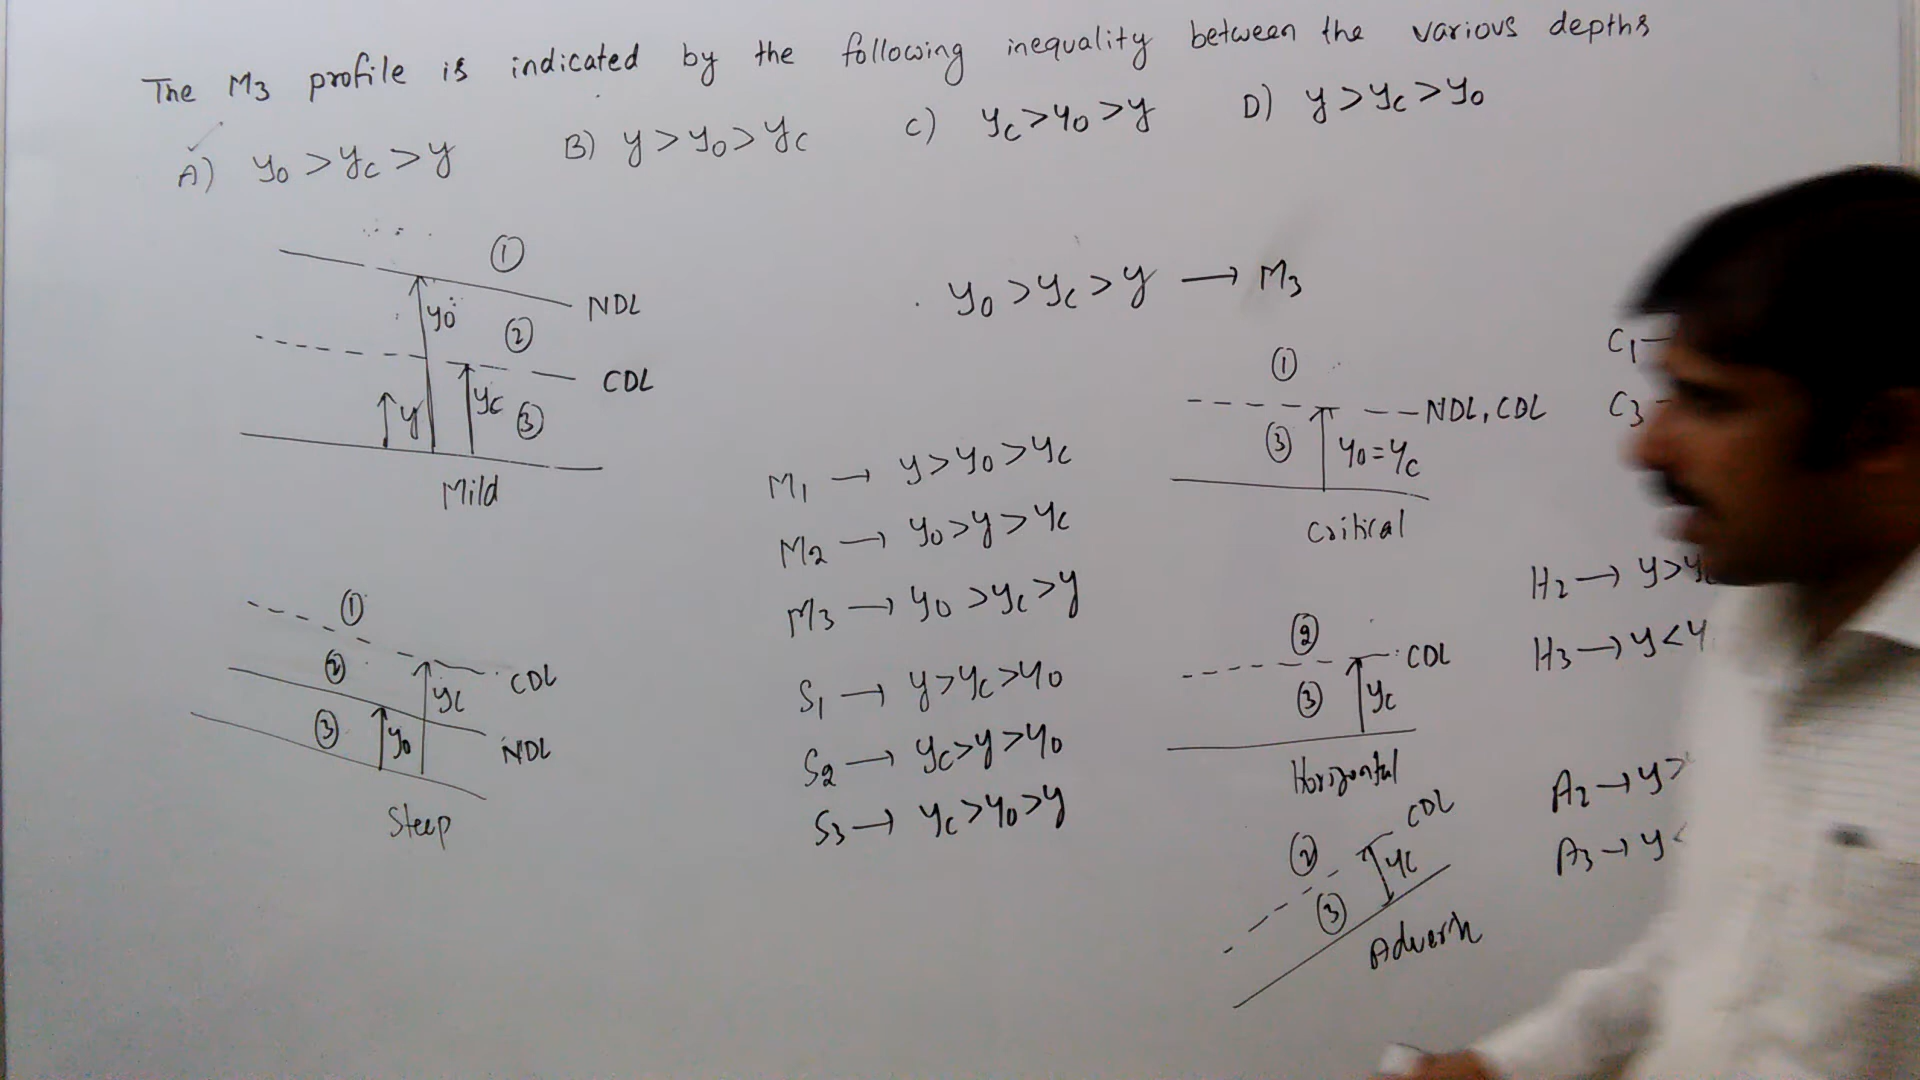 The M3 profile is indicated by the following inequality between the various depths
A) y0 > yc > y B) y > y0 > yc C) yc > y0 > y D) y > yc > y0
①
NDL
y0
②
CDL
y
yc
③
Mild
y0 > yc > y → M3
①
NDL, CDL
③
y0 = yc
Critical
C1
C3
M1 → y > y0 > yc
M2 → y0 > y > yc
M3 → y0 > yc > y
S1 → y > yc > y0
S2 → yc > y > y0
S3 → yc > y0 > y
①
②
CDL
yc
③
y0
NDL
Steep
②
CDL
③
yc
Horizontal
H2 → y > y
H3 → y < y
②
CDL
yc
③
A2 → y >
A3 → y <